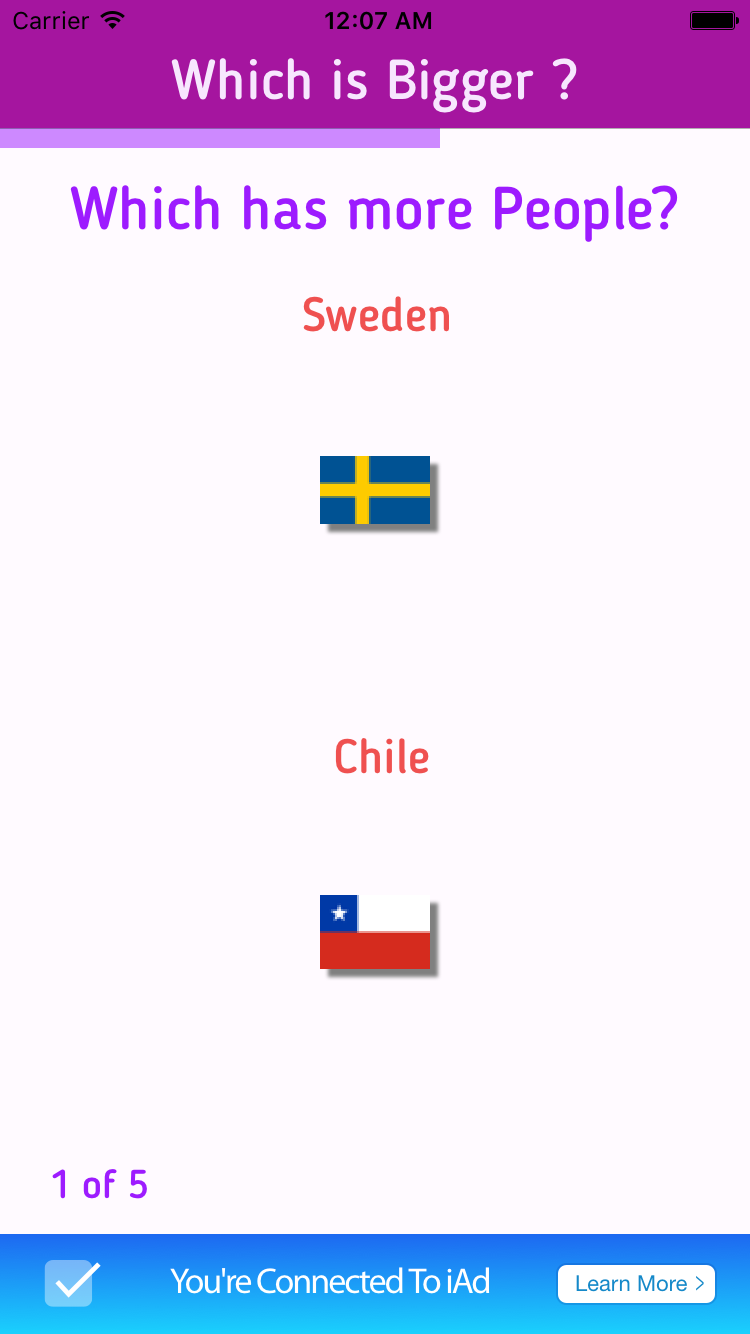 Carrier 12:07 AM
Which is Bigger ?
Which has more People?
Sweden
Chile
1 of 5
You're Connected To iAd Learn More >